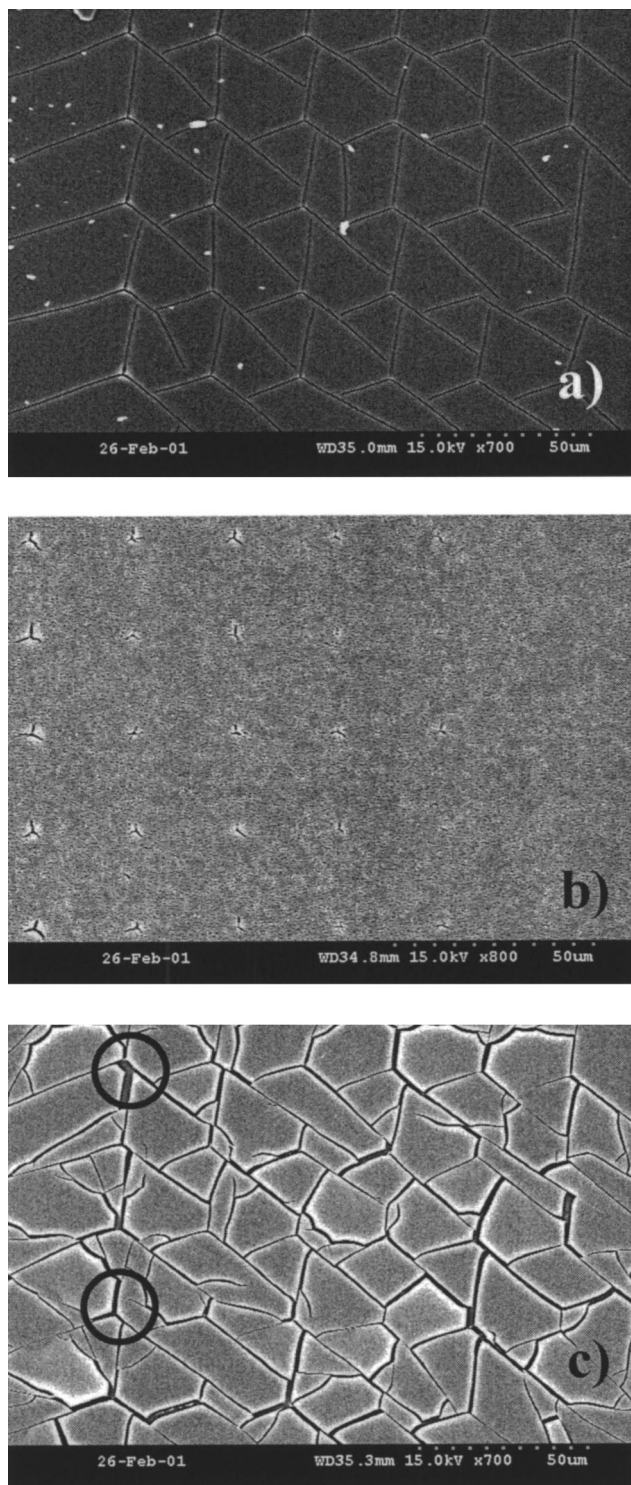 a)
26-Feb-01 WD35.0mm 15.0kV x700 50um
b)
26-Feb-01 WD34.8mm 15.0kV x800 50um
c)
26-Feb-01 WD35.3mm 15.0kV x700 50um